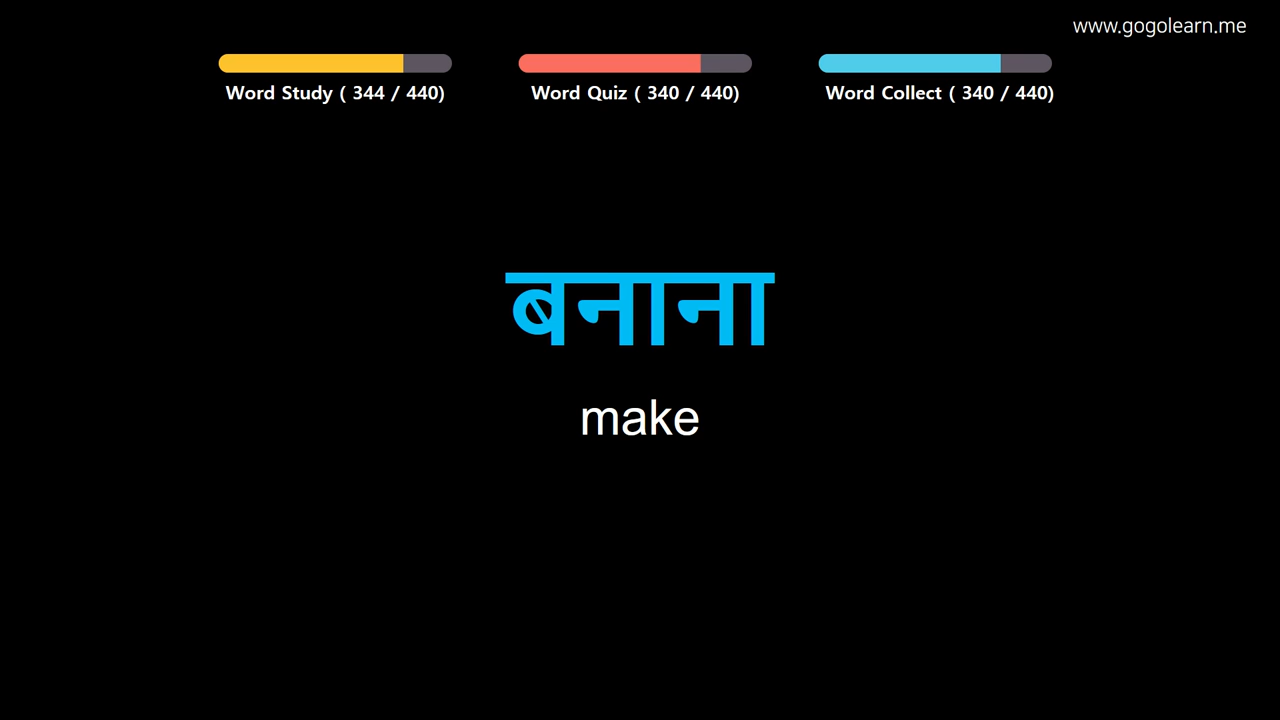 www.gogolearn.me
Word Study ( 344 / 440)
Word Quiz ( 340 / 440)
Word Collect ( 340 / 440)
बनाना
make